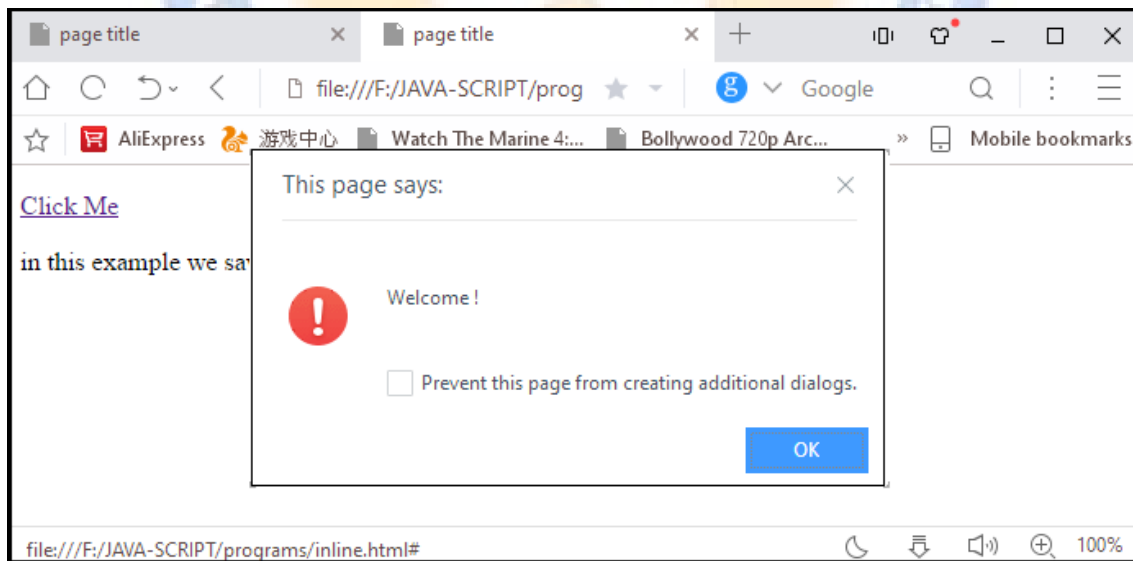 page title
page title
file:///F:/JAVA-SCRIPT/prog
g Google
AliExpress 游戏中心 Watch The Marine 4:... Bollywood 720p Arc... » Mobile bookmarks
This page says:
Click Me
in this example we sa
Welcome !
Prevent this page from creating additional dialogs.
OK
file:///F:/JAVA-SCRIPT/programs/inline.html#
100%